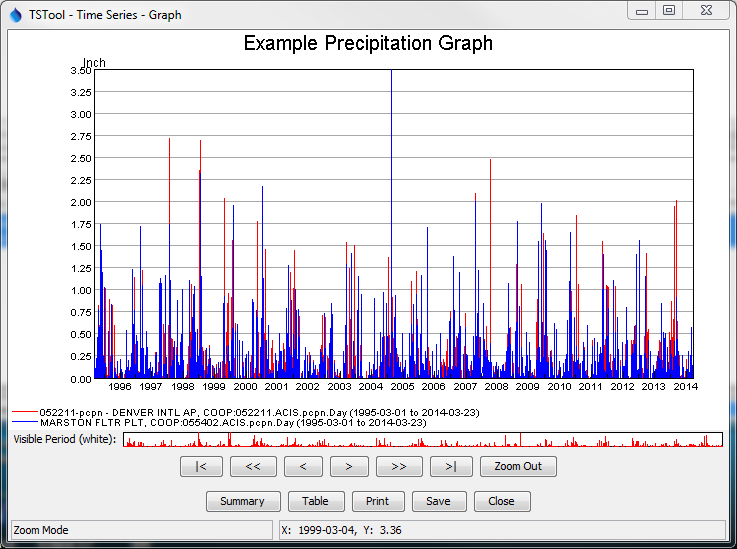 TSTool - Time Series - Graph
Example Precipitation Graph
Inch
3.50
3.25
3.00
2.75
2.50
2.25
2.00
1.75
1.50
1.25
1.00
0.75
0.50
0.25
0.00
1996 1997 1998 1999 2000 2001 2002 2003 2004 2005 2006 2007 2008 2009 2010 2011 2012 2013 2014
052211-pcpn - DENVER INTL AP, COOP:052211.ACIS.pcpn.Day (1995-03-01 to 2014-03-23)
MARSTON FLTR PLT, COOP:055402.ACIS.pcpn.Day (1995-03-01 to 2014-03-23)
Visible Period (white):
|< << < > >> >| Zoom Out
Summary Table Print Save Close
Zoom Mode X: 1999-03-04, Y: 3.36